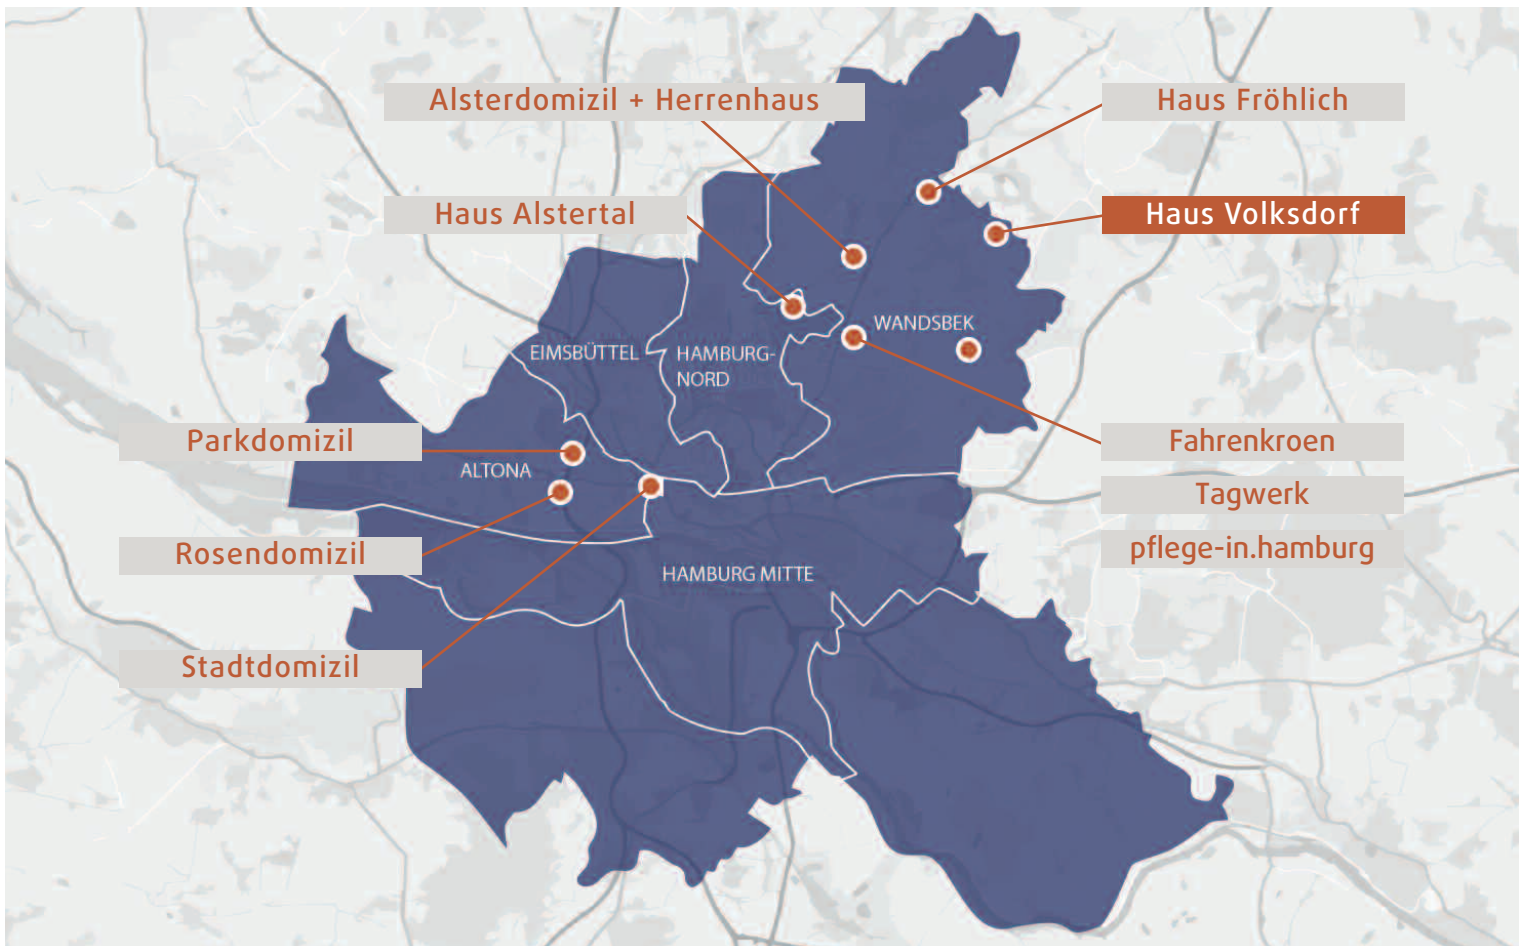 Alsterdomizil + Herrenhaus
Haus Fröhlich
Haus Alstertal
Haus Volksdorf
WANDSBEK
EIMSBÜTTEL
HAMBURG-
NORD
Parkdomizil
Fahrenkroen
ALTONA
Tagwerk
Rosendomizil
pflege-in.hamburg
HAMBURG MITTE
Stadtdomizil